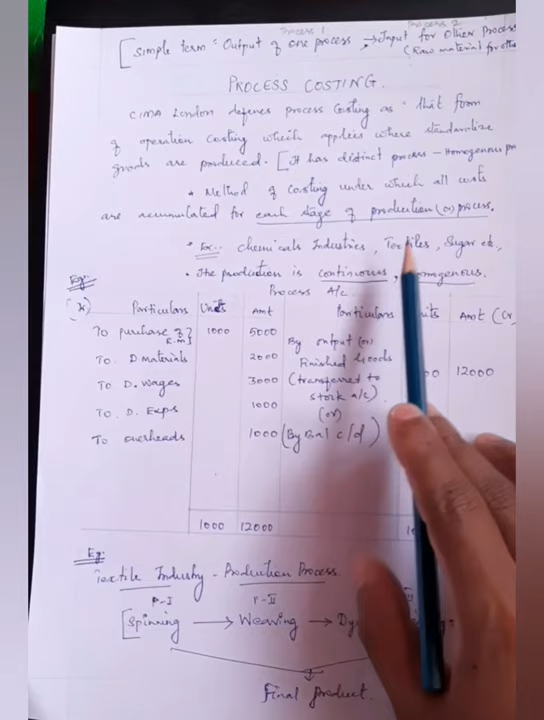 Process 1 Process 2
[Simple term " Output of one process → Input for Other Process
(Raw material for othe
PROCESS COSTING.
CIMA London defines process Costing as " that form
of operation costing which applies where standardize
goods are produced. [It has distinct process - Homogenous
* Method of Costing under which all costs
are accumulated for each stage of production (or) process.
* Ex:- chemicals Industries, Textiles, Sugar etc.,
• The production is continuous, Homogenous.
Eg:-
Process A/c
Particulars Units Amt Particulars Amt (Cr
To purchase of R.M} 1000 5000 By output (or)
To D materials 2000 Finished Goods
To D. wages 3000 (transferred to 12000
stock a/c).
To D. Exps 1000 (or)
To overheads 1000 (By Bal c/d)
1000 12000
Eg:
Textile Industry - Production Process.
P-I P-II
[Spinning → Weaving →
Final product.